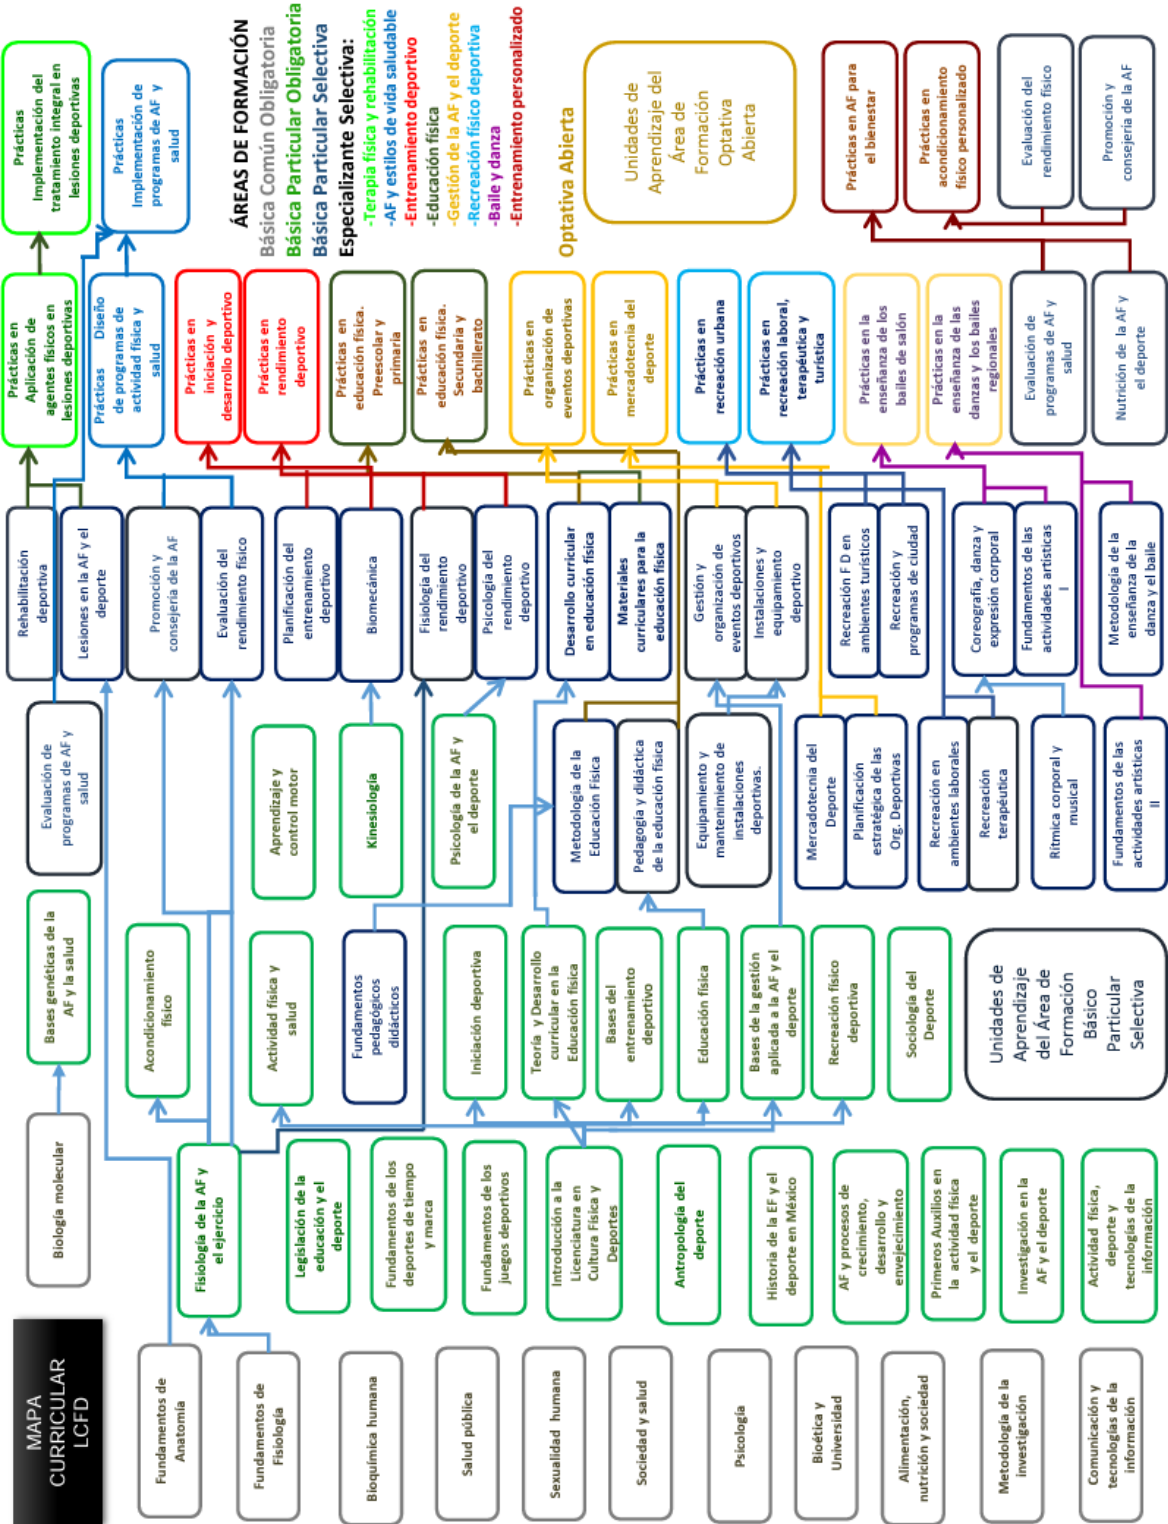 MAPA
CURRICULAR
LCFD
Fundamentos de
Anatomía
Fundamentos de
Fisiología
Bioquímica humana
Salud pública
Sexualidad humana
Sociedad y salud
Psicología
Bioética y
Universidad
Alimentación,
nutrición y sociedad
Metodología de la
investigación
Comunicación y
tecnologías de la
información
Biología molecular
Fisiología de la AF y
el ejercicio
Legislación de la
educación y el
deporte
Fundamentos de los
deportes de tiempo
y marca
Fundamentos de los
juegos deportivos
Introducción a la
Licenciatura en
Cultura Física y
Deportes
Antropología del
deporte
Historia de la EF y el
deporte en México
AF y procesos de
crecimiento,
desarrollo y
envejecimiento
Primeros Auxilios en
la actividad física
y el deporte
Investigación en la
AF y el deporte
Actividad física,
deporte y
tecnologías de la
información
Bases genéticas de la
AF y la salud
Acondicionamiento
físico
Actividad física y
salud
Fundamentos
pedagógicos
didácticos
Iniciación deportiva
Teoría y Desarrollo
curricular en la
Educación física
Bases del
entrenamiento
deportivo
Educación física
Bases de la gestión
aplicada a la AF y el
deporte
Recreación físico
deportiva
Sociología del
Deporte
Unidades de
Aprendizaje
del Área de
Formación
Básico
Particular
Selectiva
Evaluación de
programas de AF y
salud
Aprendizaje y
control motor
Kinesiología
Psicología de la AF y
el deporte
Metodología de la
Educación Física
Pedagogía y didáctica
de la educación física
Equipamiento y
mantenimiento de
instalaciones
deportivas.
Mercadotecnia del
Deporte
Planificación
estratégica de las
Org. Deportivas
Recreación en
ambientes laborales
Recreación
terapéutica
Rítmica corporal y
musical
Fundamentos de las
actividades artísticas
II
Rehabilitación
deportiva
Lesiones en la AF y el
deporte
Promoción y
consejería de la AF
Evaluación del
rendimiento físico
Planificación del
entrenamiento
deportivo
Biomecánica
Fisiología del
rendimiento
deportivo
Psicología del
rendimiento
deportivo
Desarrollo curricular
en educación física
Materiales
curriculares para la
educación física
Gestión y
organización de
eventos deportivos
Instalaciones y
equipamiento
deportivo
Recreación F D en
ambientes turísticos
Recreación y
programas de ciudad
Coreografía, danza y
expresión corporal
Fundamentos de las
actividades artísticas
I
Metodología de la
enseñanza de la
danza y el baile
Prácticas en
Aplicación de
agentes físicos en
lesiones deportivas
Prácticas Diseño
de programas de
actividad física y
salud
Prácticas en
iniciación y
desarrollo deportivo
Prácticas en
rendimiento
deportivo
Prácticas en
educación física.
Preescolar y
primaria
Prácticas en
educación física.
Secundaria y
bachillerato
Prácticas en
organización de
eventos deportivas
Prácticas en
mercadotecnia del
deporte
Prácticas en
recreación urbana
Prácticas en
recreación laboral,
terapéutica y
turística
Prácticas en la
enseñanza de los
bailes de salón
Prácticas en la
enseñanza de las
danzas y los bailes
regionales
Evaluación de
programas de AF y
salud
Nutrición de la AF y
el deporte
Prácticas
Implementación del
tratamiento integral en
lesiones deportivas
Prácticas
Implementación de
programas de AF y
salud
ÁREAS DE FORMACIÓN
Básica Común Obligatoria
Básica Particular Obligatoria
Básica Particular Selectiva
Especializante Selectiva:
-Terapia física y rehabilitación
-AF y estilos de vida saludable
-Entrenamiento deportivo
-Educación física
-Gestión de la AF y el deporte
-Recreación físico deportiva
-Baile y danza
-Entrenamiento personalizado
Optativa Abierta
Unidades de
Aprendizaje del
Área de
Formación
Optativa
Abierta
Prácticas en AF para
el bienestar
Prácticas en
acondicionamiento
físico personalizado
Evaluación del
rendimiento físico
Promoción y
consejería de la AF